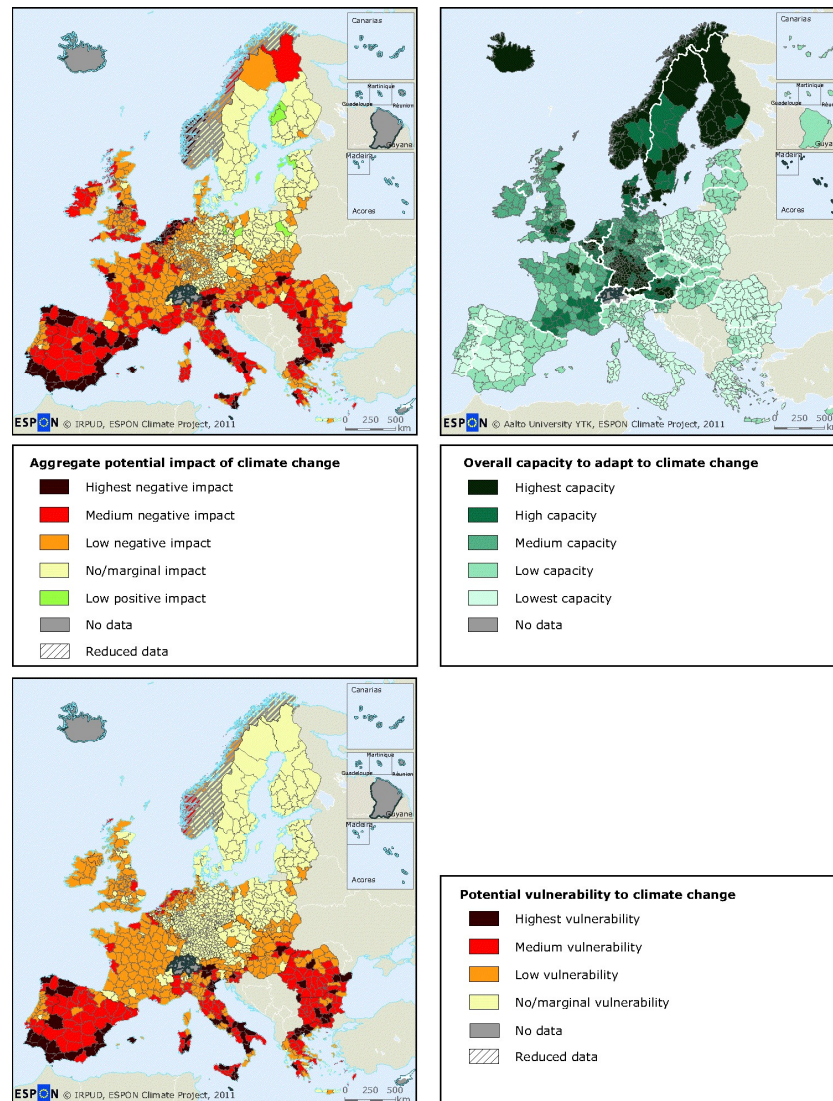 Canarias
Martinique
Guadeloupe
Réunion
Guyane
Madeira
Acores
ESPON © IRPUD, ESPON Climate Project, 2011
0 250 500
km
Canarias
Martinique
Guadeloupe
Réunion
Guyane
Madeira
Acores
ESPON © Aalto University YTK, ESPON Climate Project, 2011
0 250 500
km
Aggregate potential impact of climate change
Highest negative impact
Medium negative impact
Low negative impact
No/marginal impact
Low positive impact
No data
Reduced data
Overall capacity to adapt to climate change
Highest capacity
High capacity
Medium capacity
Low capacity
Lowest capacity
No data
Canarias
Martinique
Guadeloupe
Réunion
Guyane
Madeira
Acores
ESPON © IRPUD, ESPON Climate Project, 2011
0 250 500
km
Potential vulnerability to climate change
Highest vulnerability
Medium vulnerability
Low vulnerability
No/marginal vulnerability
No data
Reduced data